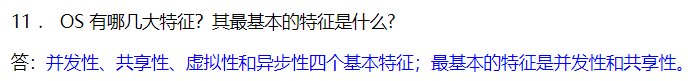 11 . OS 有哪几大特征？其最基本的特征是什么？
答：并发性、共享性、虚拟性和异步性四个基本特征；最基本的特征是并发性和共享性。